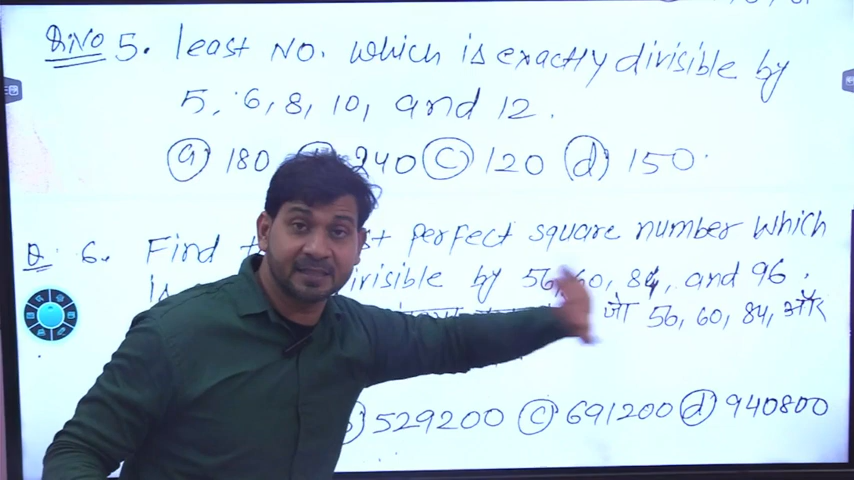 Q.NO 5. least NO. which is exactly divisible by
5, 6, 8, 10, and 12.
(a) 180 240 (c) 120 (d) 150.
Q. 6. Find perfect square number which
is by 56, 60, 84, and 96.
जो 56, 60, 84, और
529200 (c) 691200 (d) 940800